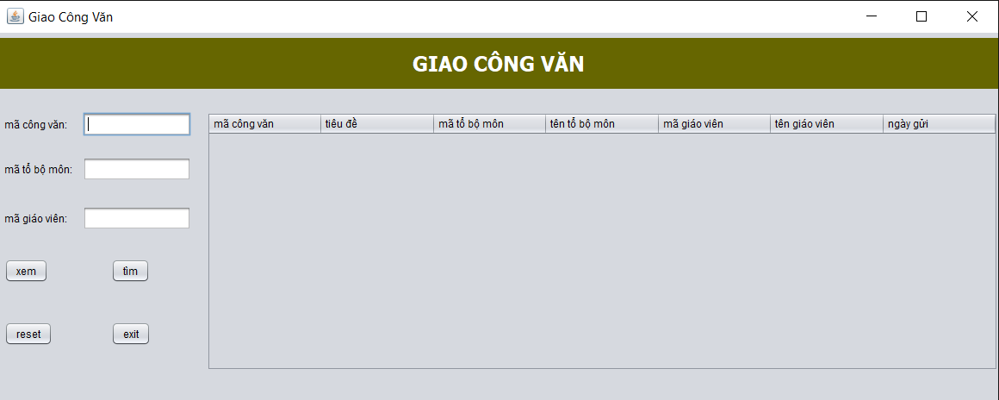 Giao Công Văn
GIAO CÔNG VĂN
mã công văn:
mã tổ bộ môn:
mã giáo viên:
xem tìm
reset exit
mã công văn tiêu đề mã tổ bộ môn tên tổ bộ môn mã giáo viên tên giáo viên ngày gửi